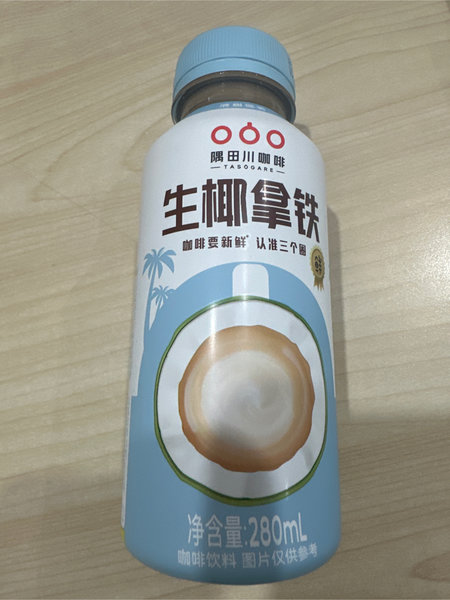 隅田川咖啡
TASOGARE
生椰拿铁
咖啡要新鲜® 认准三个圈
净含量:280mL
咖啡饮料 图片仅供参考